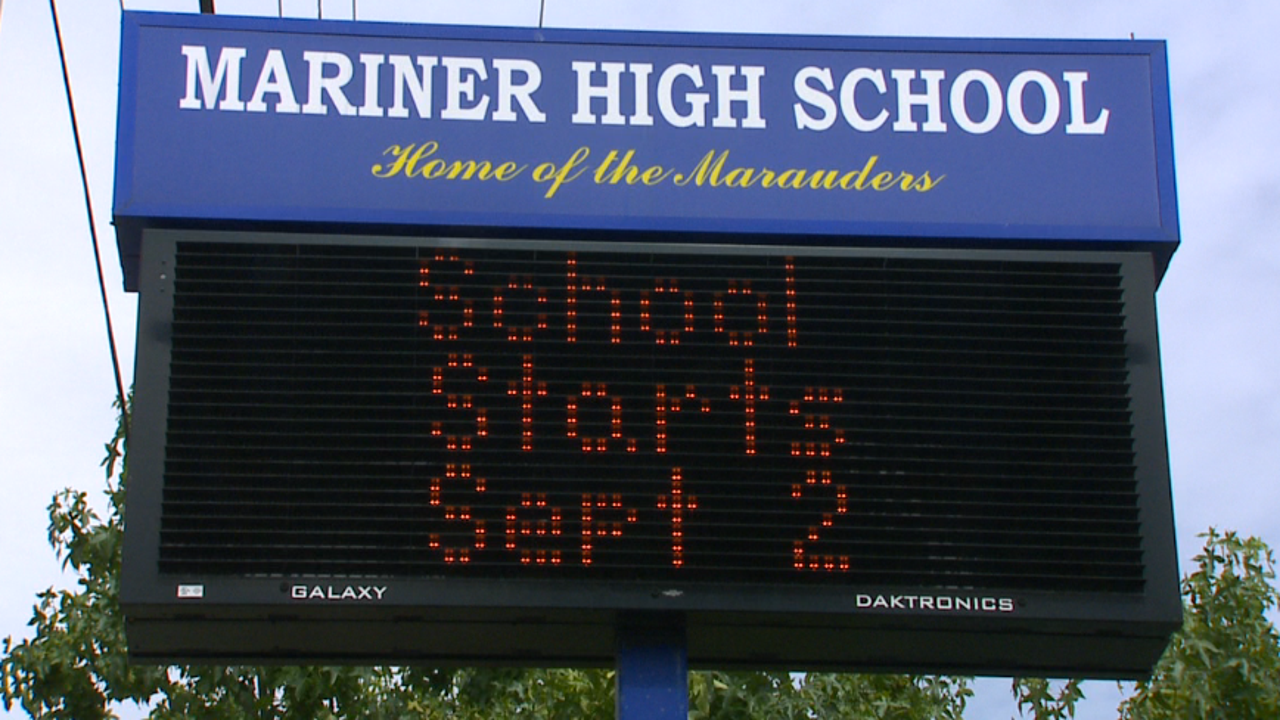 MARINER HIGH SCHOOL
Home of the Marauders
School
Starts
Sept 2
GALAXY
DAKTRONICS